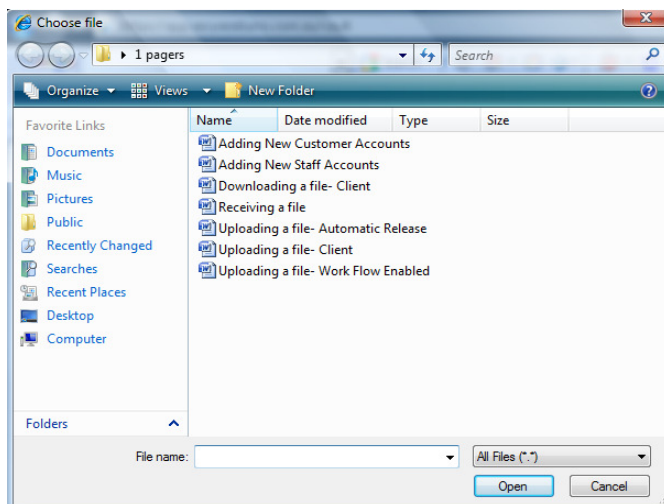 Choose file
1 pagers
Search
Organize Views New Folder
Favorite Links
Documents
Music
Pictures
Public
Recently Changed
Searches
Recent Places
Desktop
Computer
Folders
Name Date modified Type Size
Adding New Customer Accounts
Adding New Staff Accounts
Downloading a file- Client
Receiving a file
Uploading a file- Automatic Release
Uploading a file- Client
Uploading a file- Work Flow Enabled
File name: All Files (*.*)
Open Cancel